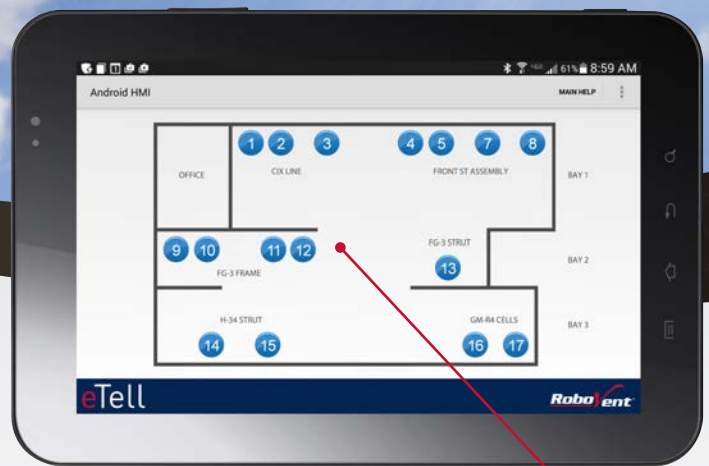 61% 8:59 AM
Android HMI MAIN HELP
1 2 3 4 5 7 8
OFFICE CIX LINE FRONT ST ASSEMBLY BAY 1
9 10 11 12 FG-3 STRUT BAY 2
FG-3 FRAME 13
H-34 STRUT GM-R4 CELLS BAY 3
14 15 16 17
eTell RoboVent